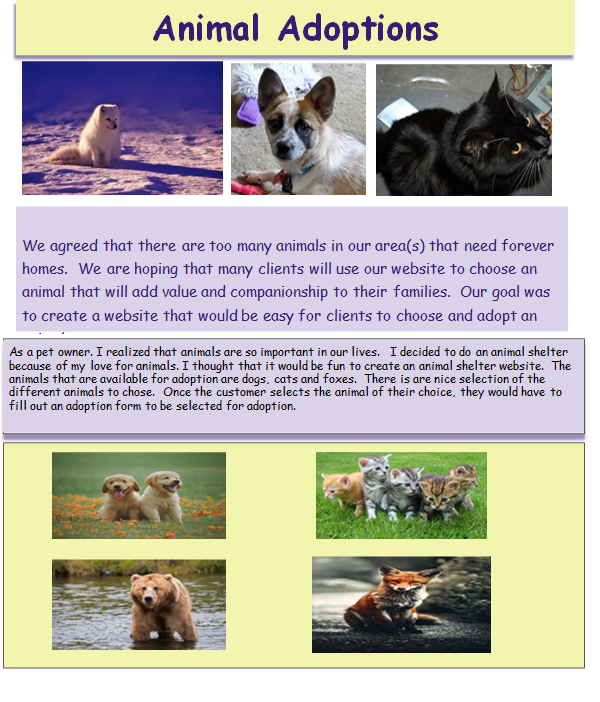 Animal Adoptions
We agreed that there are too many animals in our area(s) that need forever
homes. We are hoping that many clients will use our website to choose an
animal that will add value and companionship to their families. Our goal was
to create a website that would be easy for clients to choose and adopt an
As a pet owner. I realized that animals are so important in our lives. I decided to do an animal shelter
because of my love for animals. I thought that it would be fun to create an animal shelter website. The
animals that are available for adoption are dogs, cats and foxes. There is are nice selection of the
different animals to chose. Once the customer selects the animal of their choice, they would have to
fill out an adoption form to be selected for adoption.